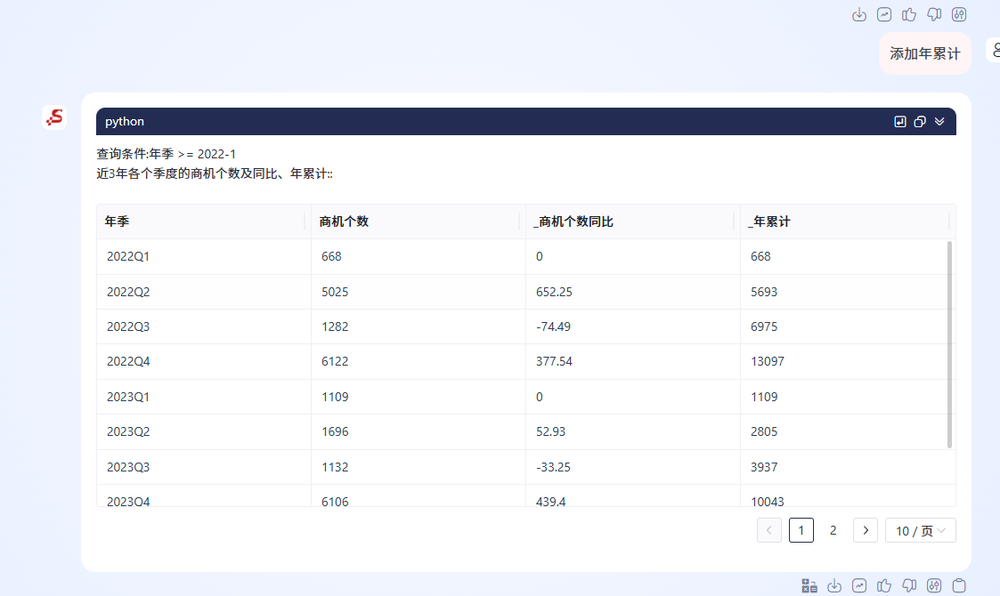 添加年累计
python
查询条件:年季 >= 2022-1
近3年各个季度的商机个数及同比、年累计::
年季 商机个数 _商机个数同比 _年累计
2022Q1 668 0 668
2022Q2 5025 652.25 5693
2022Q3 1282 -74.49 6975
2022Q4 6122 377.54 13097
2023Q1 1109 0 1109
2023Q2 1696 52.93 2805
2023Q3 1132 -33.25 3937
2023Q4 6106 439.4 10043
1 2 10 / 页